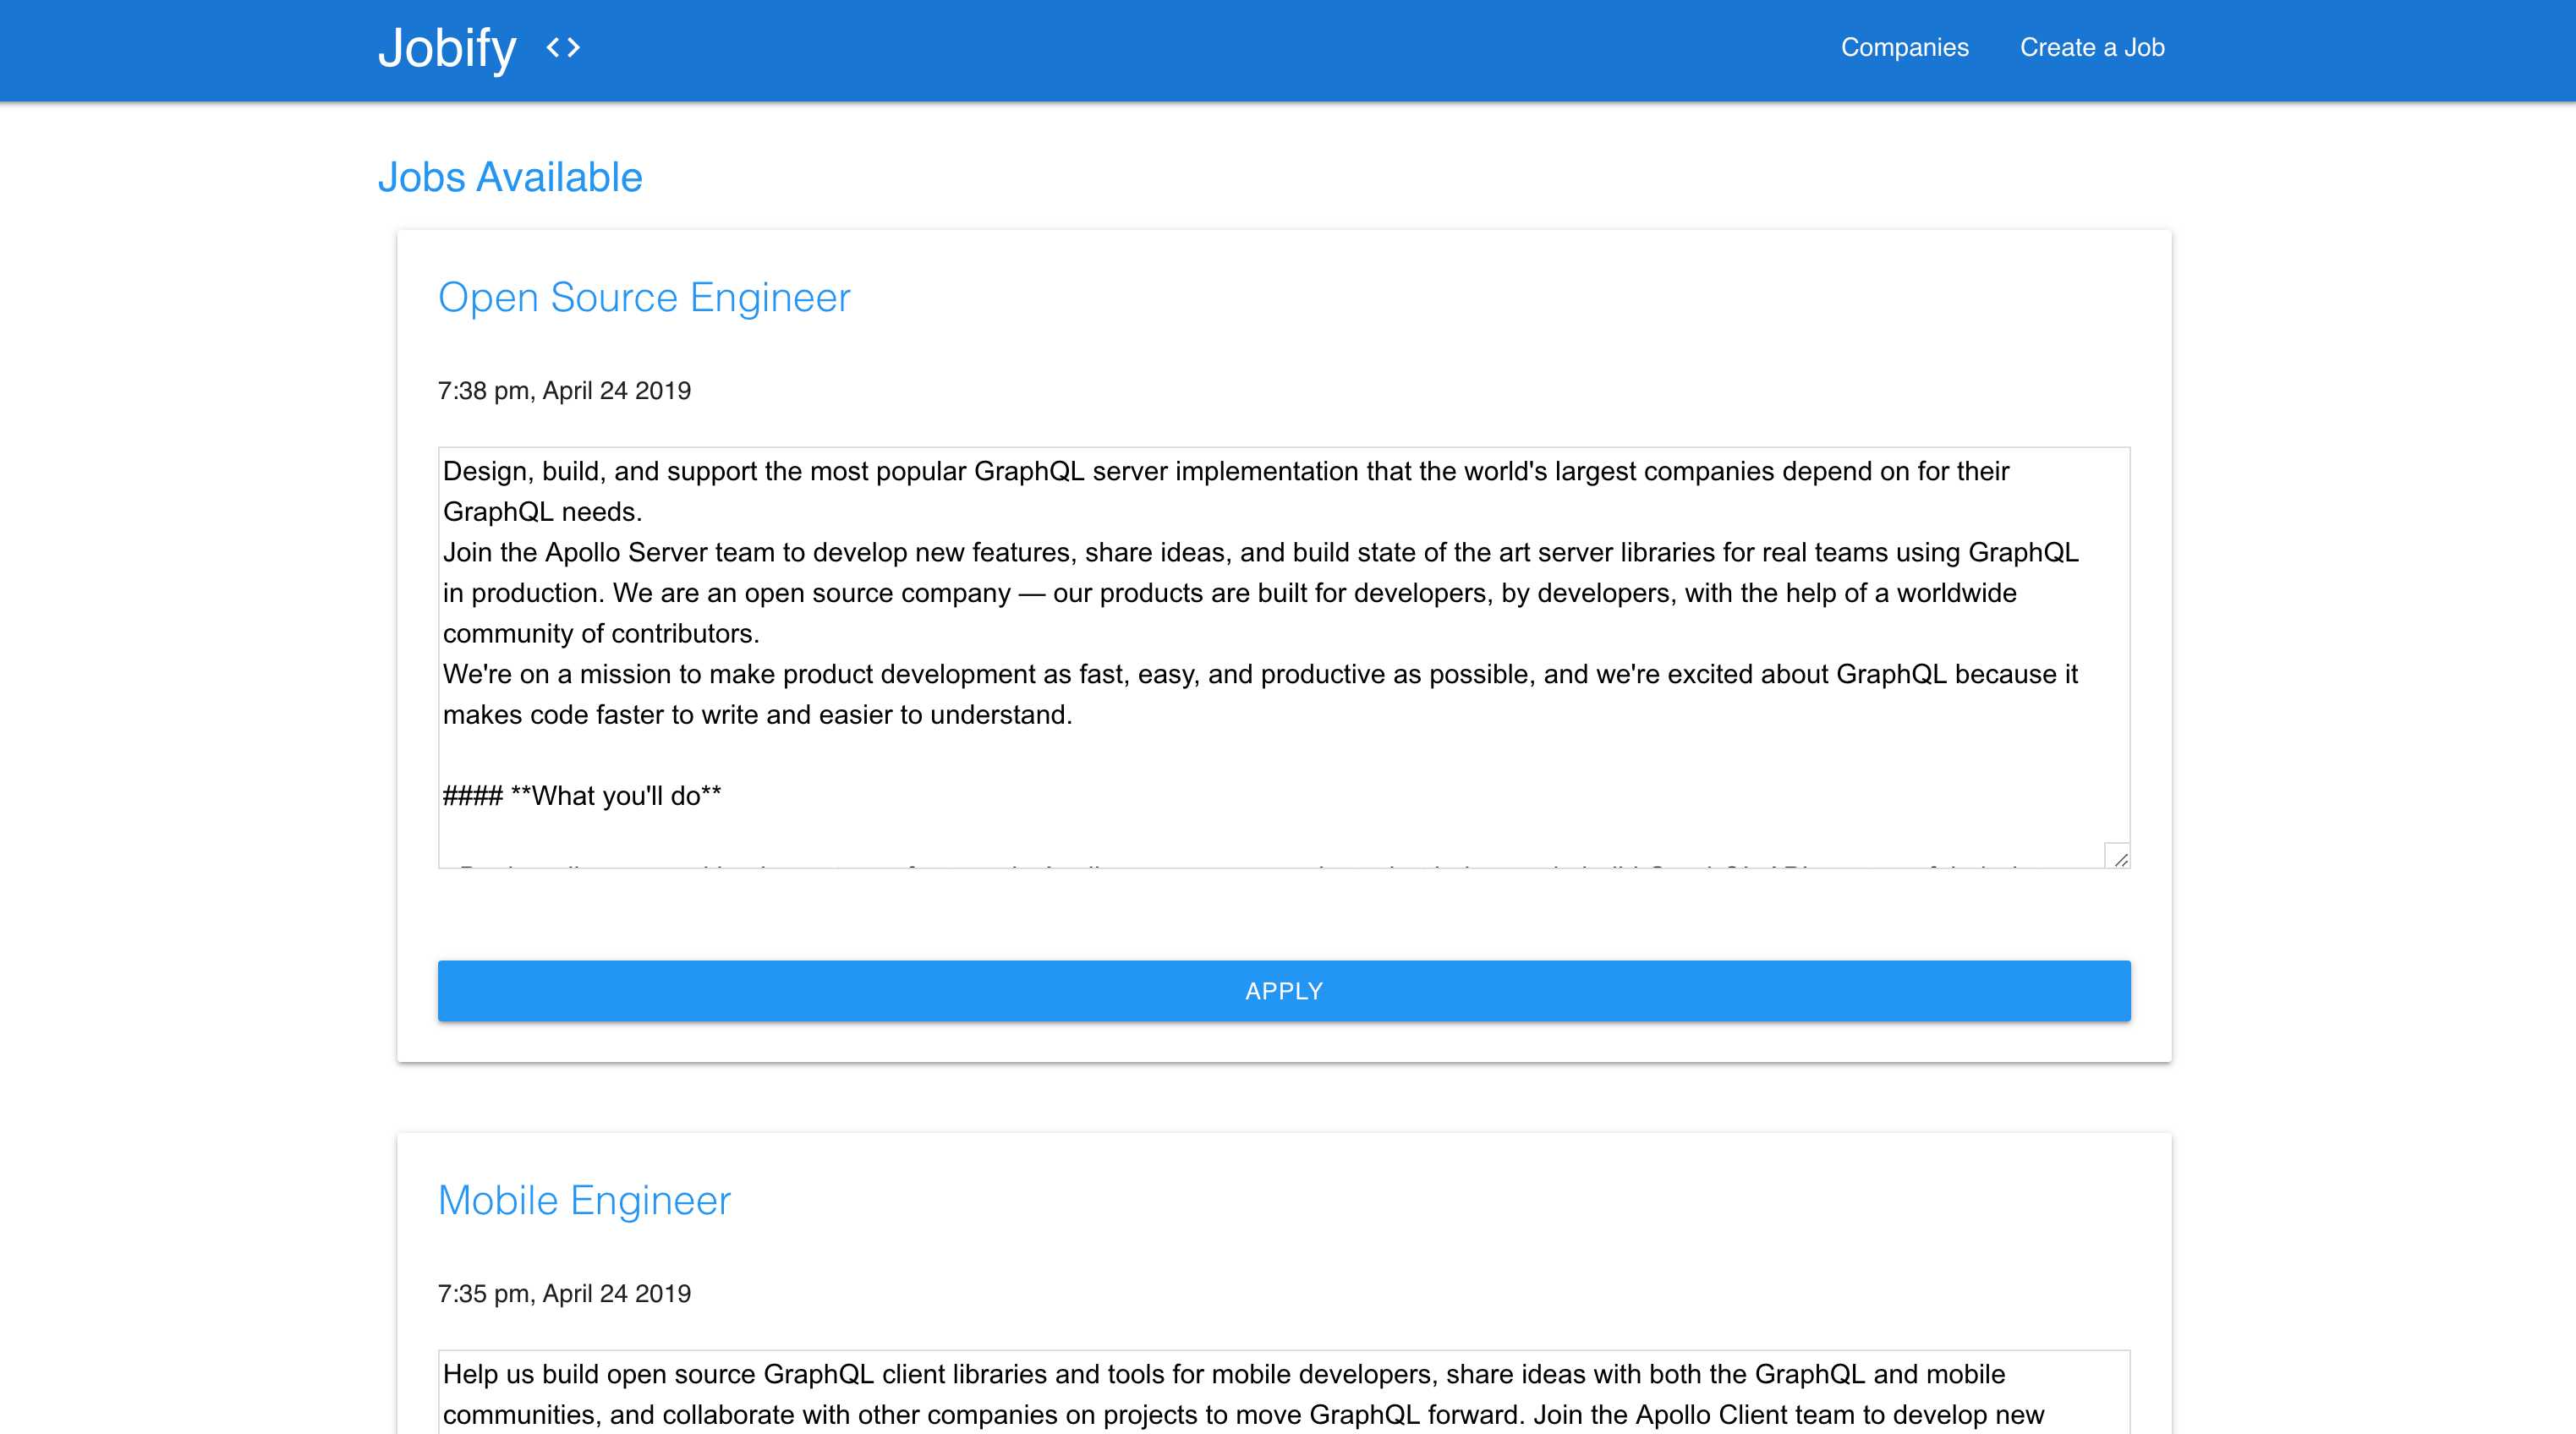 Jobify <>
Companies
Create a Job
Jobs Available
Open Source Engineer
7:38 pm, April 24 2019
Design, build, and support the most popular GraphQL server implementation that the world's largest companies depend on for their
GraphQL needs.
Join the Apollo Server team to develop new features, share ideas, and build state of the art server libraries for real teams using GraphQL
in production. We are an open source company — our products are built for developers, by developers, with the help of a worldwide
community of contributors.
We're on a mission to make product development as fast, easy, and productive as possible, and we're excited about GraphQL because it
makes code faster to write and easier to understand.
#### **What you'll do**
APPLY
Mobile Engineer
7:35 pm, April 24 2019
Help us build open source GraphQL client libraries and tools for mobile developers, share ideas with both the GraphQL and mobile
communities, and collaborate with other companies on projects to move GraphQL forward. Join the Apollo Client team to develop new